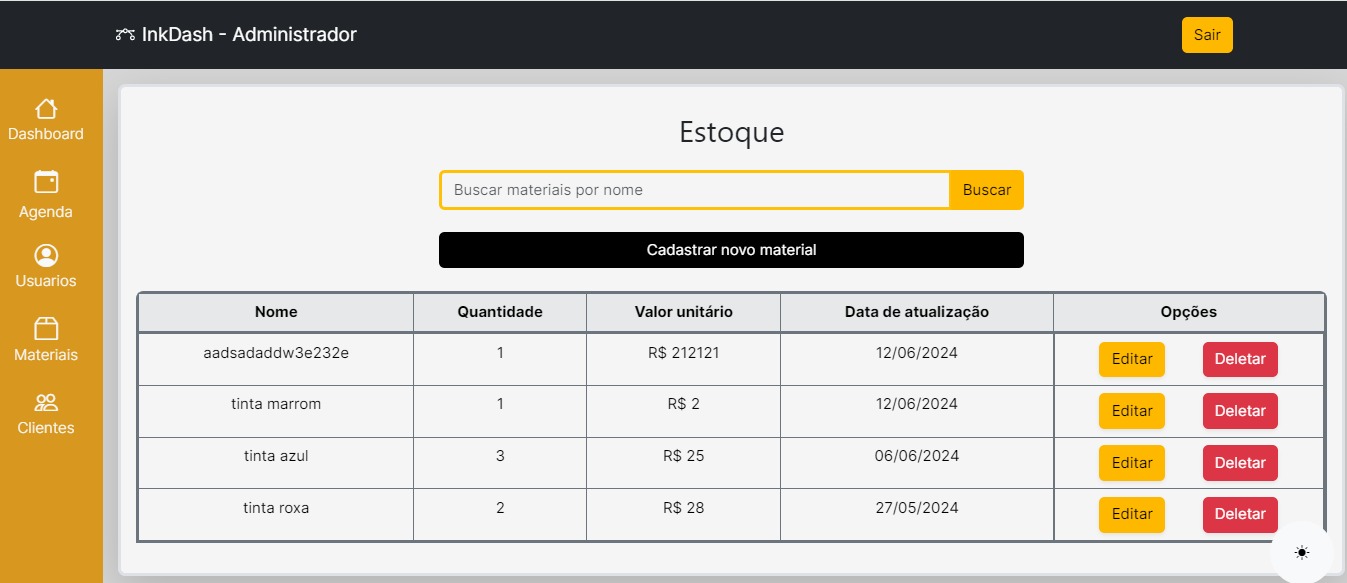 InkDash - Administrador
Sair
Dashboard
Agenda
Usuarios
Materiais
Clientes
Estoque
Buscar materiais por nome Buscar
Cadastrar novo material
Nome Quantidade Valor unitário Data de atualização Opções
aadsadaddw3e232e 1 R$ 212121 12/06/2024 Editar Deletar
tinta marrom 1 R$ 2 12/06/2024 Editar Deletar
tinta azul 3 R$ 25 06/06/2024 Editar Deletar
tinta roxa 2 R$ 28 27/05/2024 Editar Deletar